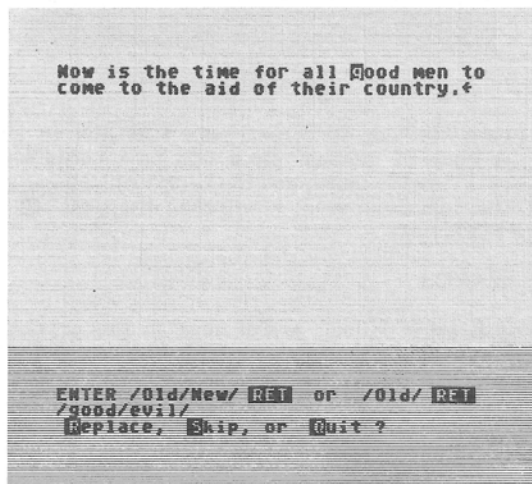 Now is the time for all good men to
come to the aid of their country.←
ENTER /Old/New/ RET or /Old/ RET
/good/evil/
Replace, Skip, or Quit ?